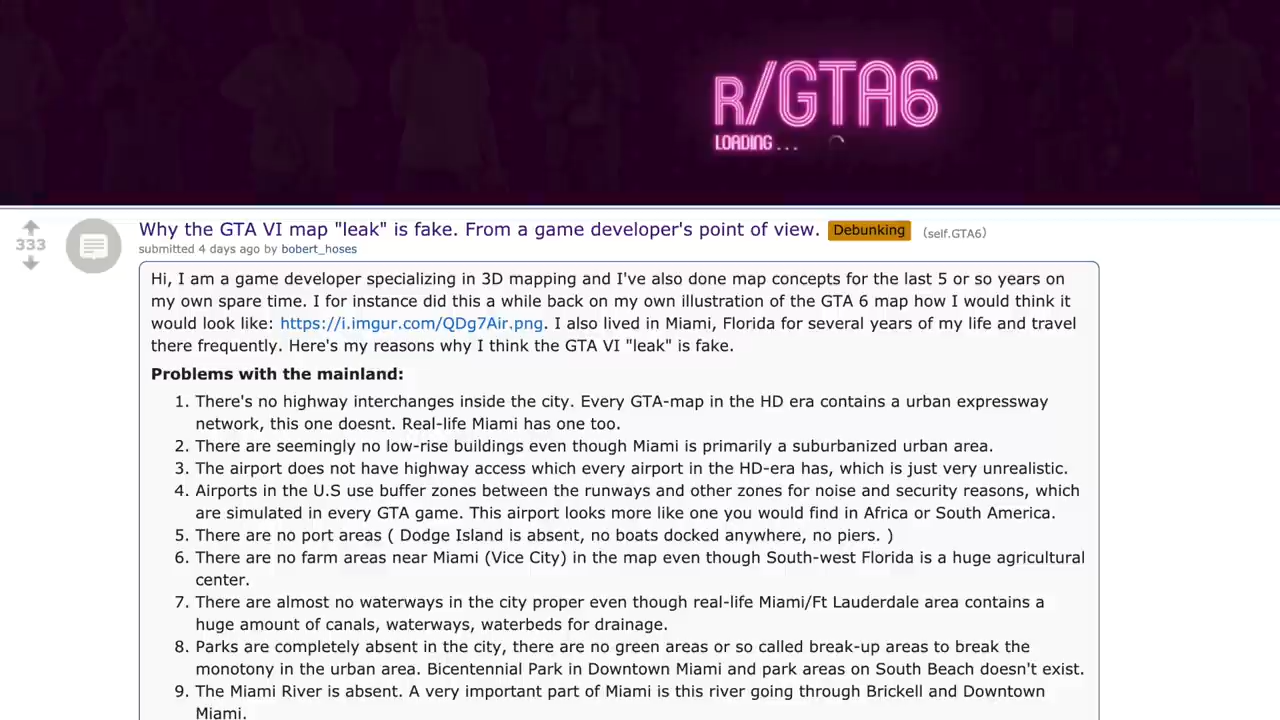 R/GTA6
LOADING...
Why the GTA VI map "leak" is fake. From a game developer's point of view. Debunking (self.GTA6)
333
submitted 4 days ago by bobert_hoses
Hi, I am a game developer specializing in 3D mapping and I've also done map concepts for the last 5 or so years on
my own spare time. I for instance did this a while back on my own illustration of the GTA 6 map how I would think it
would look like: https://i.imgur.com/QDg7Air.png. I also lived in Miami, Florida for several years of my life and travel
there frequently. Here's my reasons why I think the GTA VI "leak" is fake.
Problems with the mainland:
1. There's no highway interchanges inside the city. Every GTA-map in the HD era contains a urban expressway
network, this one doesnt. Real-life Miami has one too.
2. There are seemingly no low-rise buildings even though Miami is primarily a suburbanized urban area.
3. The airport does not have highway access which every airport in the HD-era has, which is just very unrealistic.
4. Airports in the U.S use buffer zones between the runways and other zones for noise and security reasons, which
are simulated in every GTA game. This airport looks more like one you would find in Africa or South America.
5. There are no port areas ( Dodge Island is absent, no boats docked anywhere, no piers. )
6. There are no farm areas near Miami (Vice City) in the map even though South-west Florida is a huge agricultural
center.
7. There are almost no waterways in the city proper even though real-life Miami/Ft Lauderdale area contains a
huge amount of canals, waterways, waterbeds for drainage.
8. Parks are completely absent in the city, there are no green areas or so called break-up areas to break the
monotony in the urban area. Bicentennial Park in Downtown Miami and park areas on South Beach doesn't exist.
9. The Miami River is absent. A very important part of Miami is this river going through Brickell and Downtown
Miami.